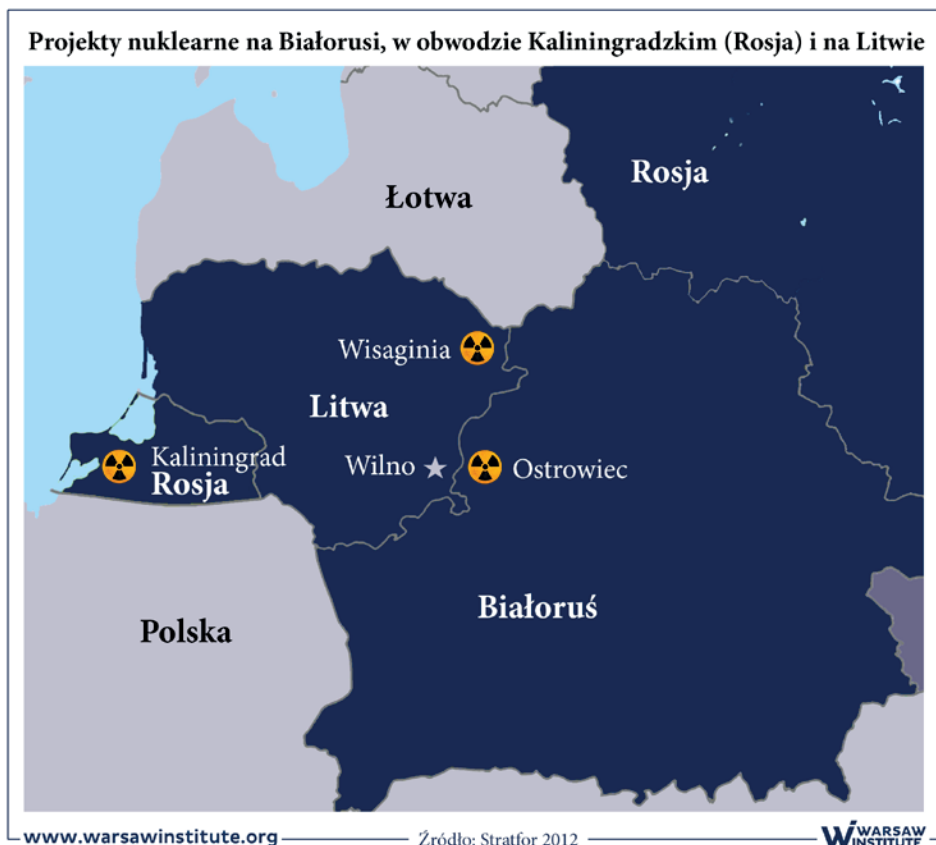 Projekty nuklearne na Białorusi, w obwodzie Kaliningradzkim (Rosja) i na Litwie
Rosja
Łotwa
Wisaginia
Litwa
Kaliningrad
Rosja
Wilno
Ostrowiec
Białoruś
Polska
www.warsawinstitute.org
Źródło: Stratfor 2012
WARSAW
INSTITUTE